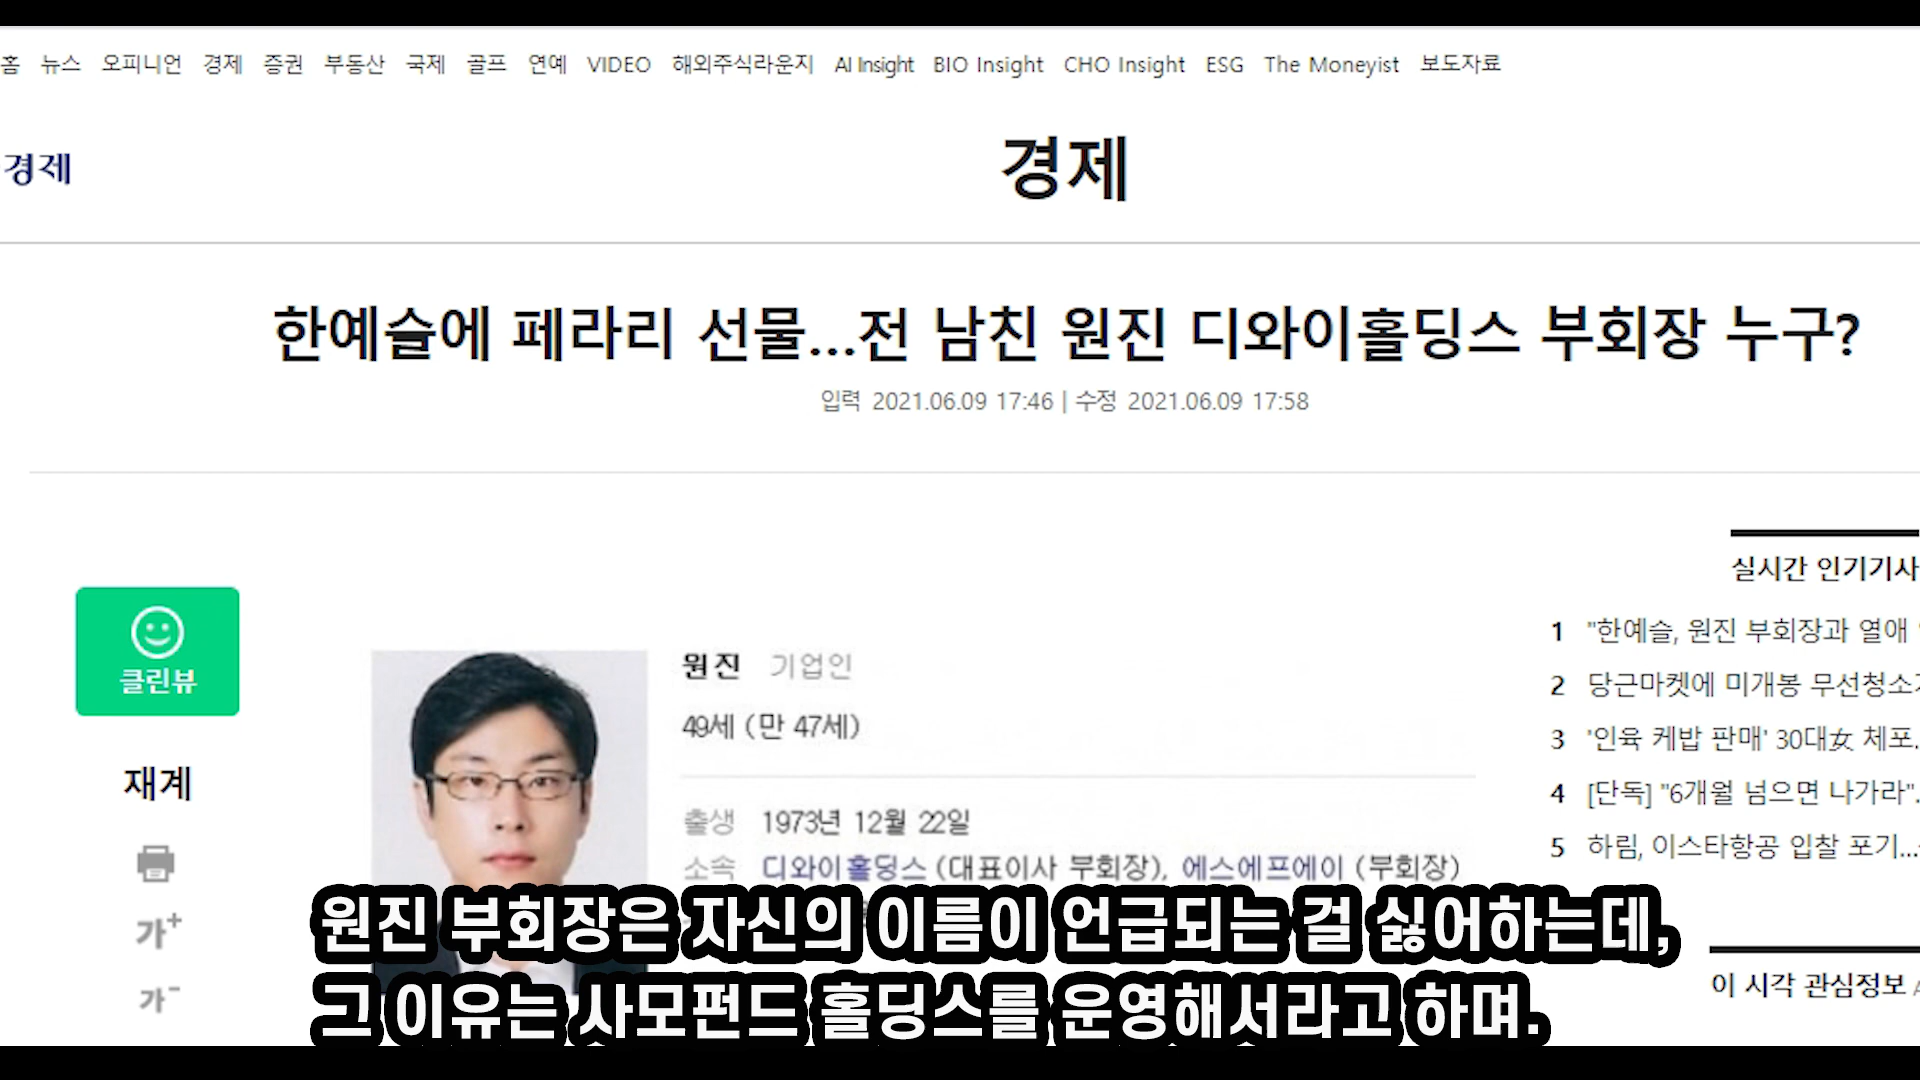 홈 뉴스 오피니언 경제 증권 부동산 국제 골프 연예 VIDEO 해외주식라운지 AI Insight BIO Insight CHO Insight ESG The Moneyist 보도자료
경제
경제
한예슬에 페라리 선물...전 남친 원진 디와이홀딩스 부회장 누구?
입력 2021.06.09 17:46 | 수정 2021.06.09 17:58
클린뷰
재계
가+
가-
원진 기업인
49세 (만 47세)
출생 1973년 12월 22일
소속 디와이홀딩스 (대표이사 부회장), 에스에프에이 (부회장)
실시간 인기기사
1 "한예슬, 원진 부회장과 열애
2 당근마켓에 미개봉 무선청소기
3 '인육 케밥 판매' 30대女 체포.
4 [단독] "6개월 넘으면 나가라".
5 하림, 이스타항공 입찰 포기...
이 시각 관심정보
원진 부회장은 자신의 이름이 언급되는 걸 싫어하는데,
그 이유는 사모펀드 홀딩스를 운영해서라고 하며.